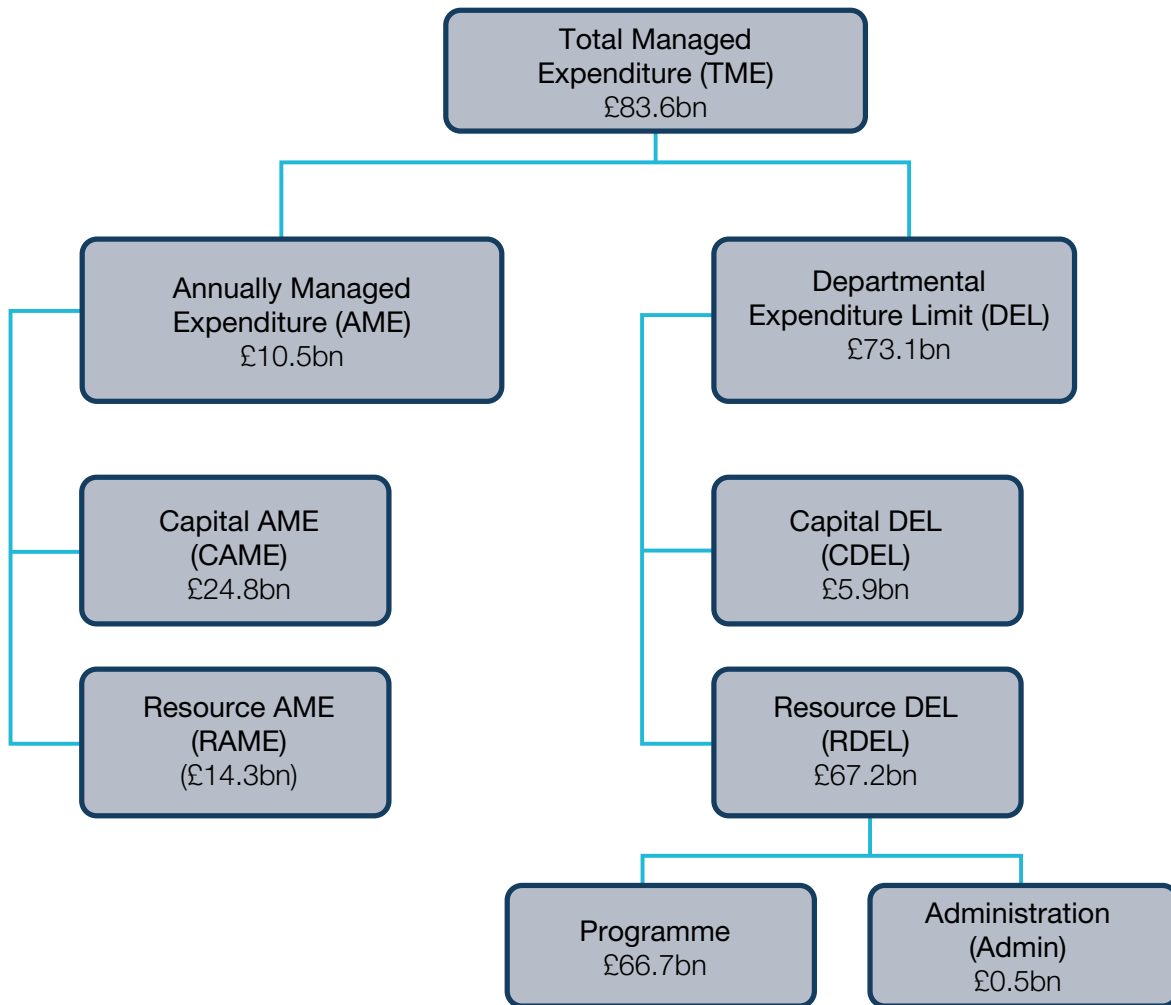 Total Managed
Expenditure (TME)
£83.6bn
Annually Managed
Expenditure (AME)
£10.5bn
Departmental
Expenditure Limit (DEL)
£73.1bn
Capital AME
(CAME)
£24.8bn
Capital DEL
(CDEL)
£5.9bn
Resource AME
(RAME)
(£14.3bn)
Resource DEL
(RDEL)
£67.2bn
Programme
£66.7bn
Administration
(Admin)
£0.5bn